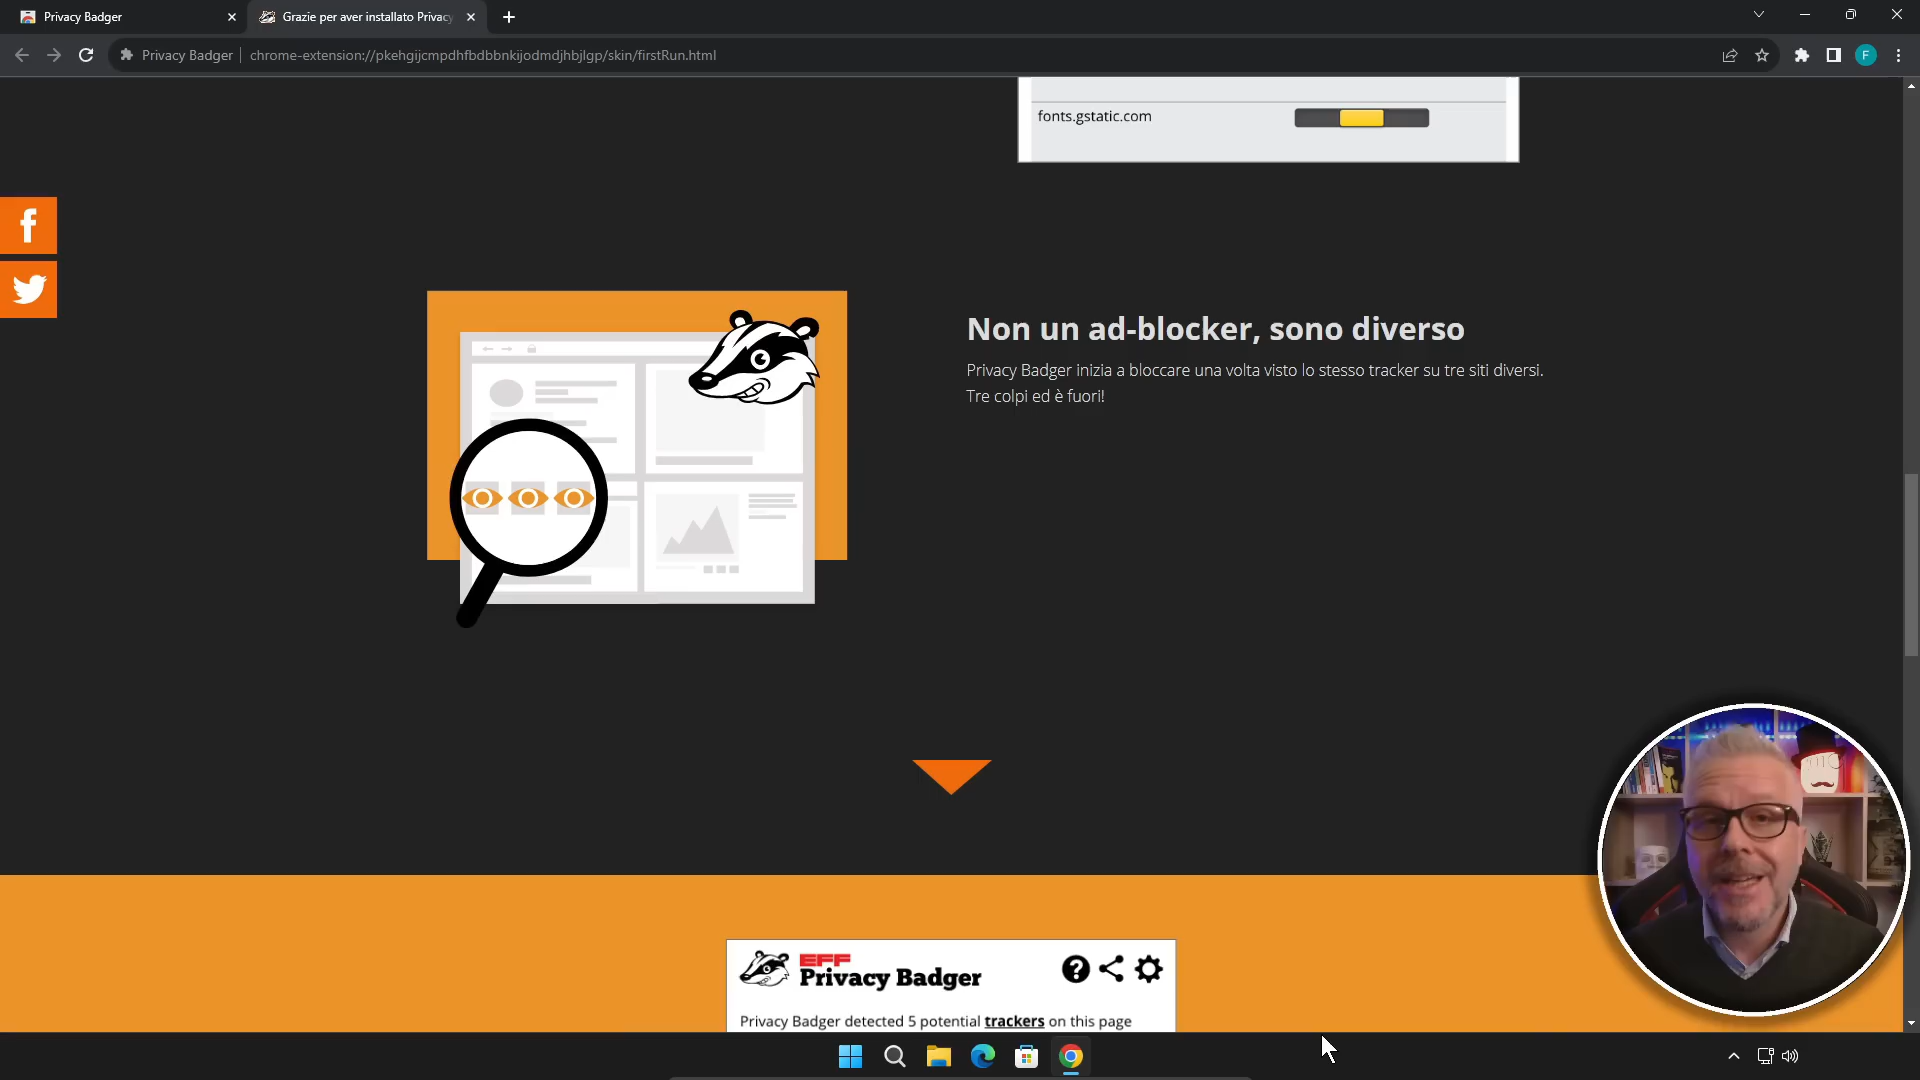 Privacy Badger
Grazie per aver installato Privacy
Privacy Badger
chrome-extension://pkehgijcmpdhfbdbbnkijodmdjhbjlgp/skin/firstRun.html
F
fonts.gstatic.com
Non un ad-blocker, sono diverso
Privacy Badger inizia a bloccare una volta visto lo stesso tracker su tre siti diversi.
Tre colpi ed è fuori!
EFF
Privacy Badger
Privacy Badger detected 5 potential trackers on this page